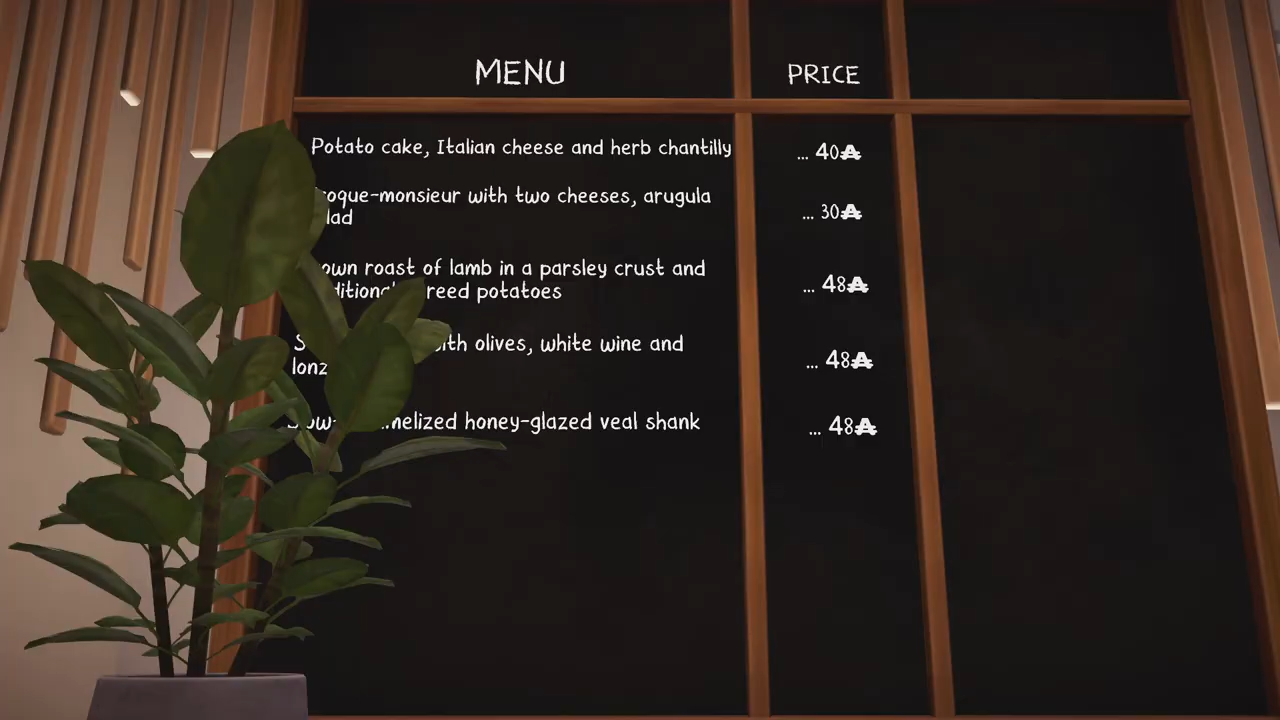 MENU PRICE
Potato cake, Italian cheese and herb chantilly ... 40₳
roque-monsieur with two cheeses, arugula ... 30₳
lad
own roast of lamb in a parsley crust and ... 48₳
ditional reed potatoes
S ith olives, white wine and ... 48₳
lonz
melized honey-glazed veal shank ... 48₳